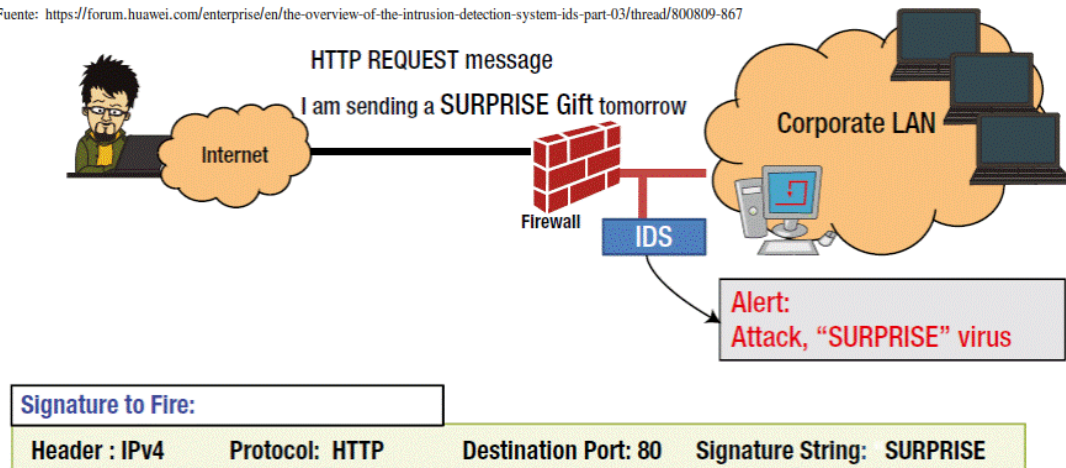 Fuente: https://forum.huawei.com/enterprise/en/the-overview-of-the-intrusion-detection-system-ids-part-03/thread/800809-867
HTTP REQUEST message
I am sending a SURPRISE Gift tomorrow
Internet
Corporate LAN
Firewall
IDS
Alert:
Attack, “SURPRISE” virus
Signature to Fire:
Header : IPv4 Protocol: HTTP Destination Port: 80 Signature String: SURPRISE